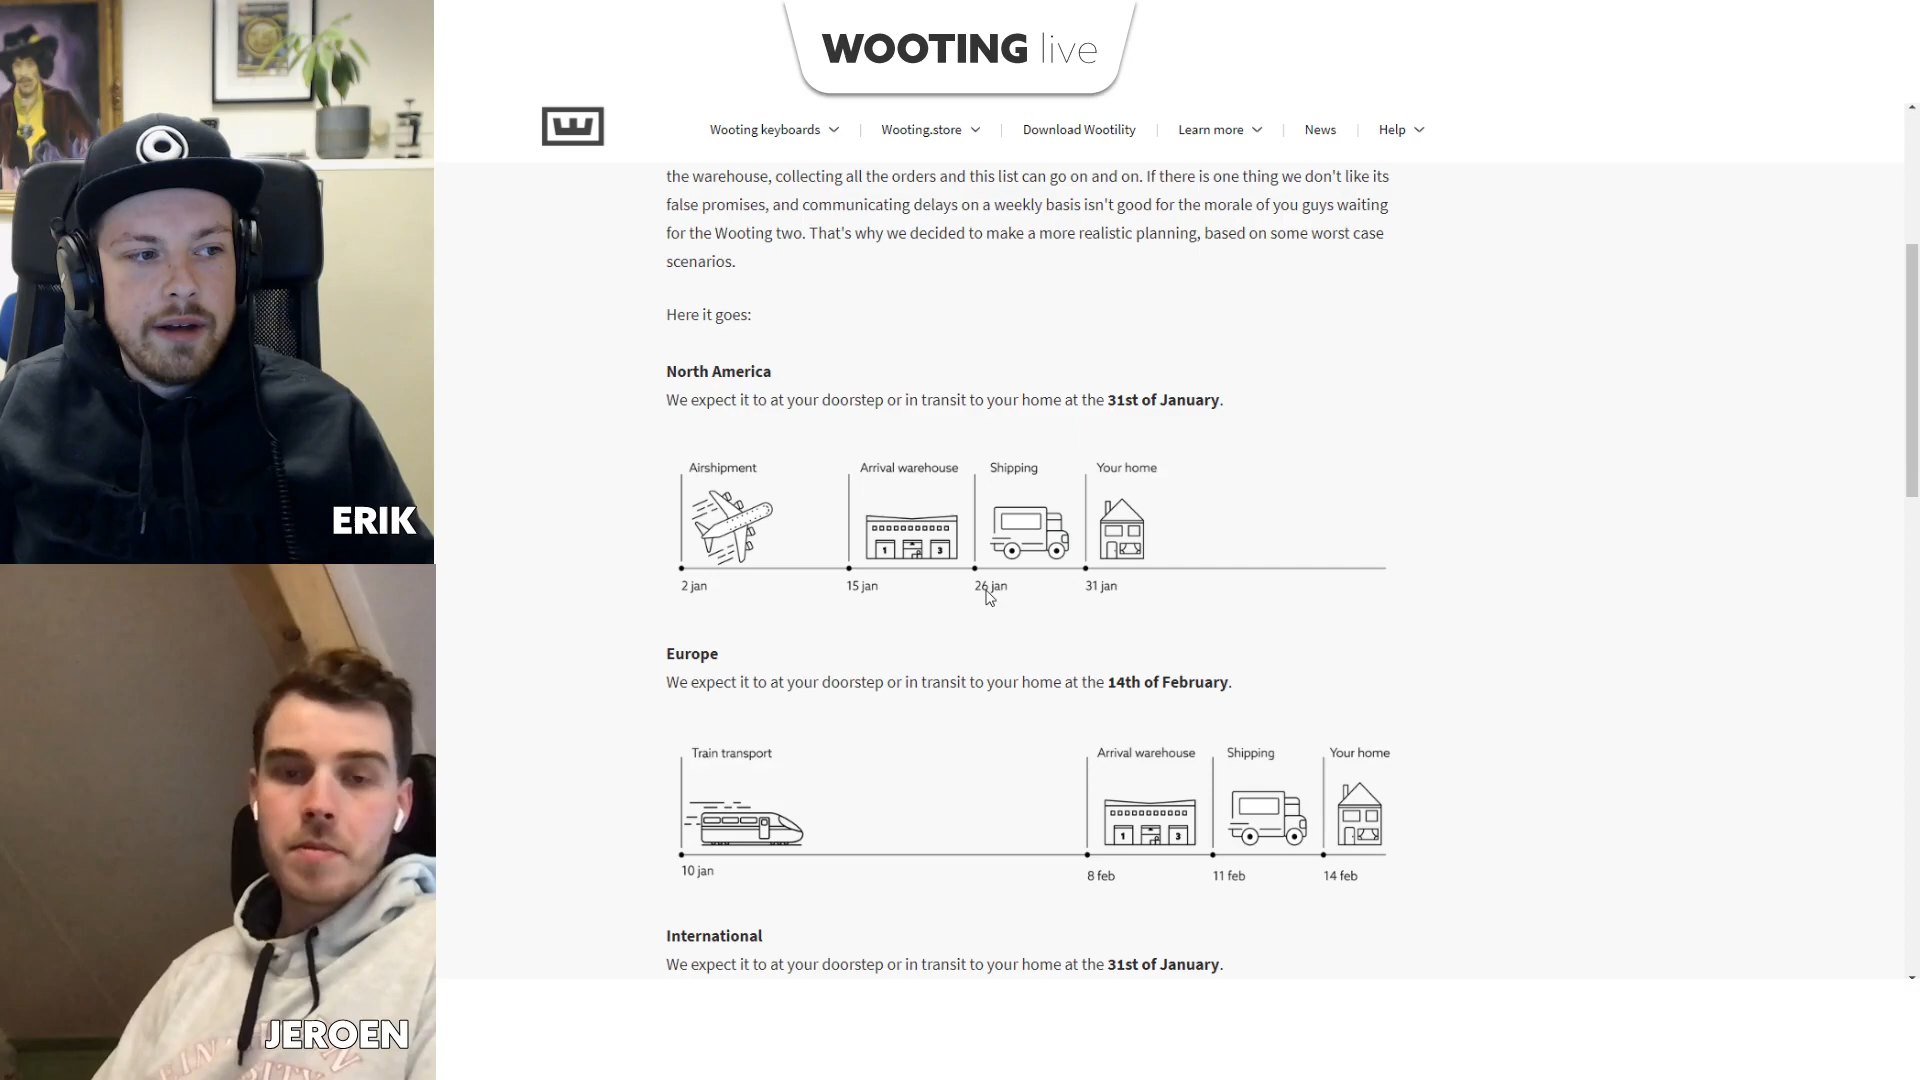 WOOTING live
Wooting keyboards
Wooting.store
Download Wootility
Learn more
News
Help
the warehouse, collecting all the orders and this list can go on and on. If there is one thing we don't like its
false promises, and communicating delays on a weekly basis isn't good for the morale of you guys waiting
for the Wooting two. That's why we decided to make a more realistic planning, based on some worst case
scenarios.
Here it goes:
North America
We expect it to at your doorstep or in transit to your home at the 31st of January.
Airshipment
Arrival warehouse
Shipping
Your home
1 3
2 jan
15 jan
26 jan
31 jan
Europe
We expect it to at your doorstep or in transit to your home at the 14th of February.
Train transport
Arrival warehouse
Shipping
Your home
1 3
10 jan
8 feb
11 feb
14 feb
International
We expect it to at your doorstep or in transit to your home at the 31st of January.
ERIK
JEROEN